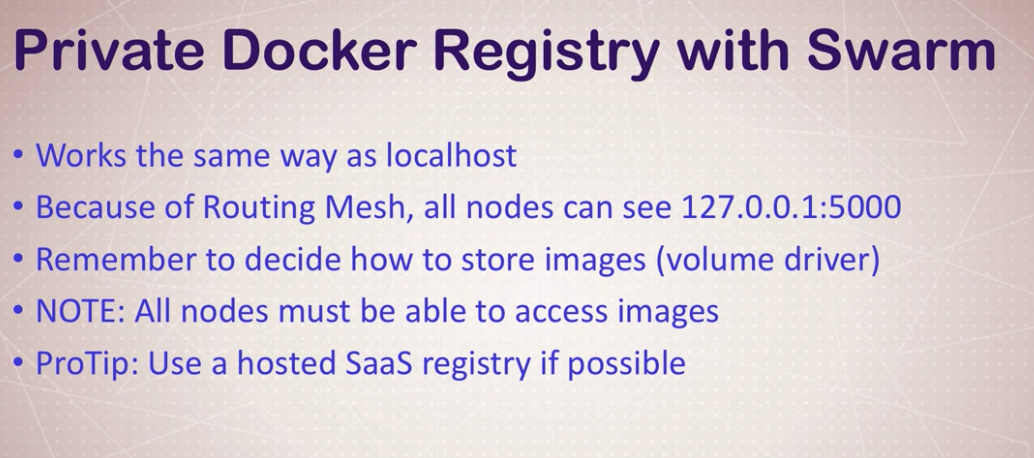 Private Docker Registry with Swarm
• Works the same way as localhost
• Because of Routing Mesh, all nodes can see 127.0.0.1:5000
• Remember to decide how to store images (volume driver)
• NOTE: All nodes must be able to access images
• ProTip: Use a hosted SaaS registry if possible